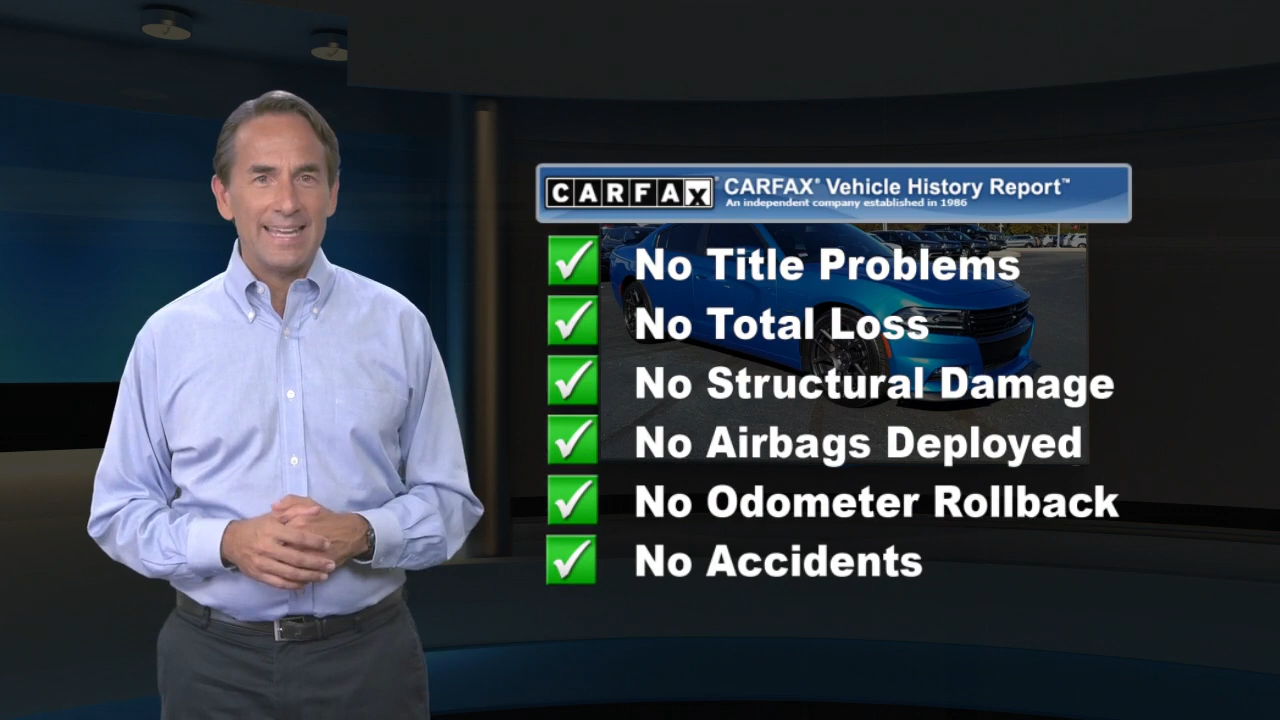 CARFAX® CARFAX® Vehicle History Report™
An independent company established in 1986
No Title Problems
No Total Loss
No Structural Damage
No Airbags Deployed
No Odometer Rollback
No Accidents